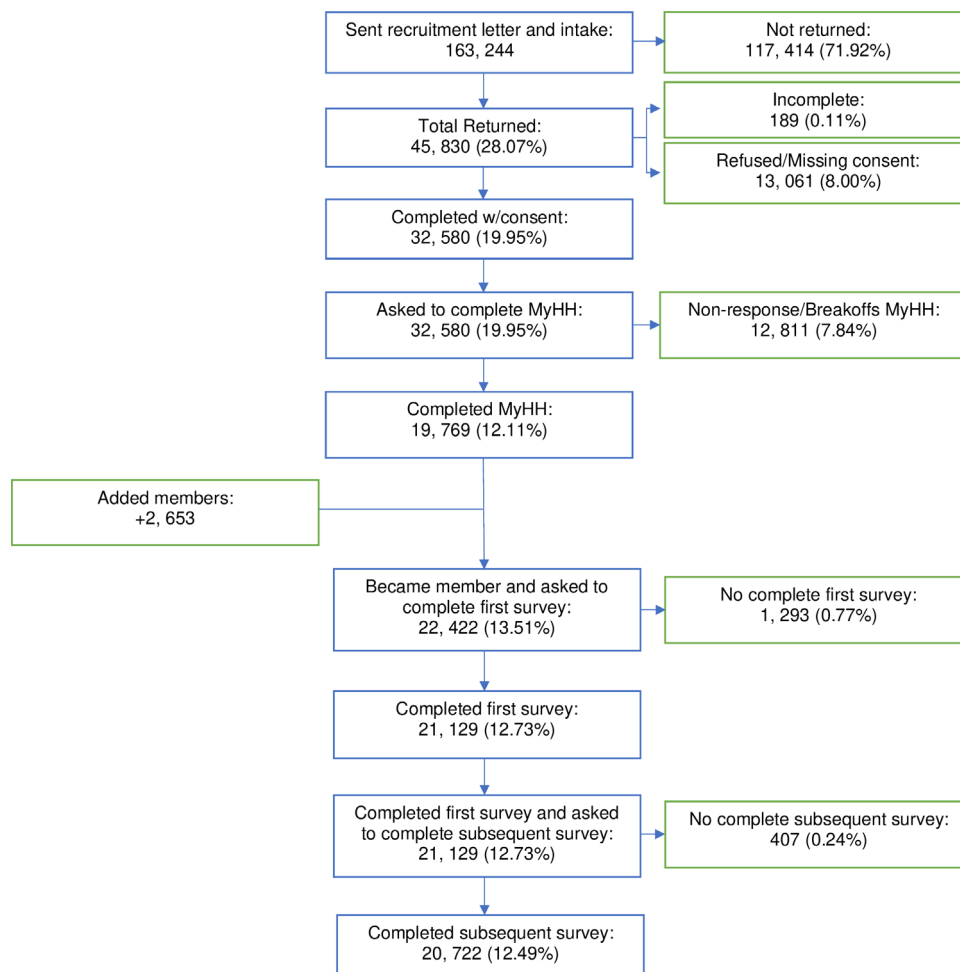 Sent recruitment letter and intake:
163, 244
Not returned:
117, 414 (71.92%)
Total Returned:
45, 830 (28.07%)
Incomplete:
189 (0.11%)
Refused/Missing consent:
13, 061 (8.00%)
Completed w/consent:
32, 580 (19.95%)
Asked to complete MyHH:
32, 580 (19.95%)
Non-response/Breakoffs MyHH:
12, 811 (7.84%)
Completed MyHH:
19, 769 (12.11%)
Added members:
+2, 653
Became member and asked to
complete first survey:
22, 422 (13.51%)
No complete first survey:
1, 293 (0.77%)
Completed first survey:
21, 129 (12.73%)
Completed first survey and asked
to complete subsequent survey:
21, 129 (12.73%)
No complete subsequent survey:
407 (0.24%)
Completed subsequent survey:
20, 722 (12.49%)